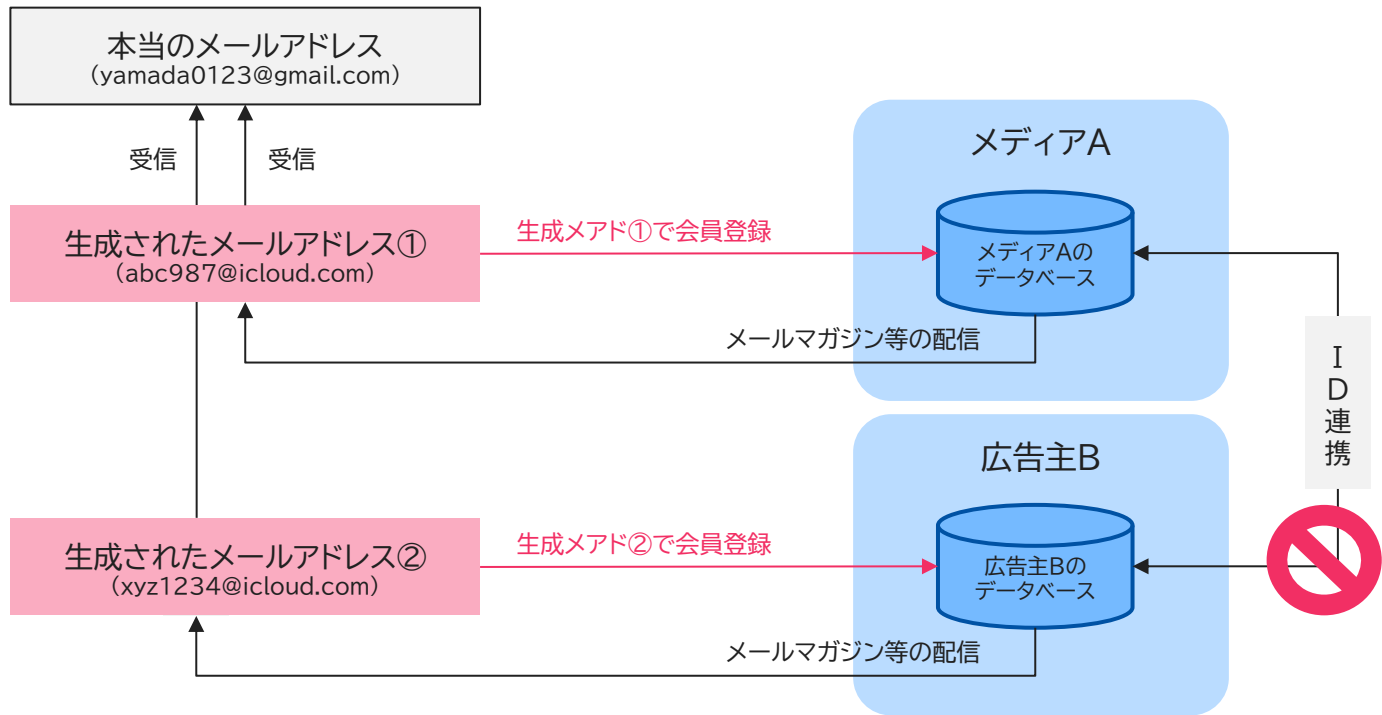 本当のメールアドレス
（yamada0123@gmail.com）
受信
受信
生成されたメールアドレス①
（abc987@icloud.com）
生成メアド①で会員登録
メディアA
メディアAの
データベース
メールマガジン等の配信
ID連携
生成されたメールアドレス②
（xyz1234@icloud.com）
生成メアド②で会員登録
広告主B
広告主Bの
データベース
メールマガジン等の配信